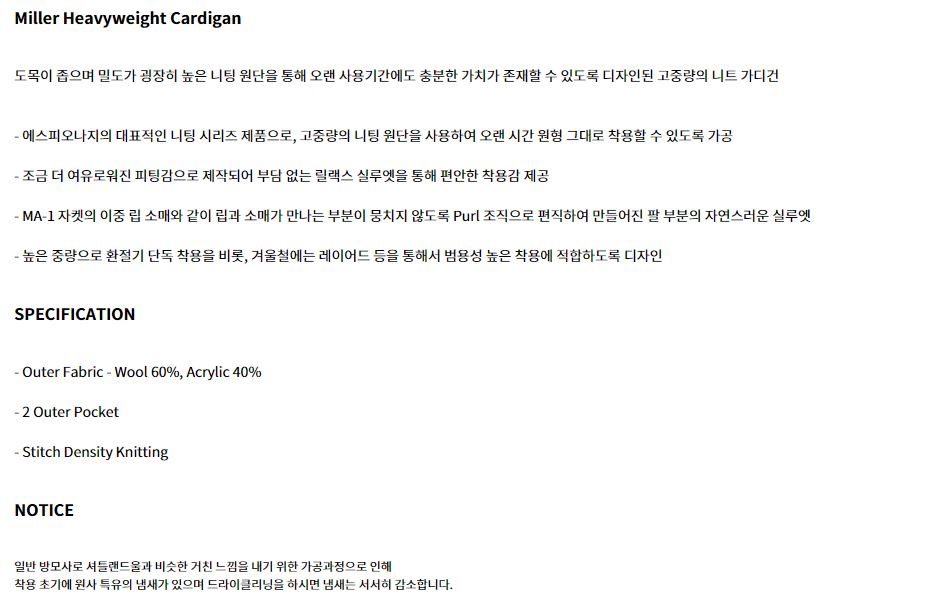 Miller Heavyweight Cardigan
도목이 좁으며 밀도가 굉장히 높은 니팅 원단을 통해 오랜 사용기간에도 충분한 가치가 존재할 수 있도록 디자인된 고중량의 니트 가디건
- 에스피오나지의 대표적인 니팅 시리즈 제품으로, 고중량의 니팅 원단을 사용하여 오랜 시간 원형 그대로 착용할 수 있도록 가공
- 조금 더 여유로워진 피팅감으로 제작되어 부담 없는 릴랙스 실루엣을 통해 편안한 착용감 제공
- MA-1 자켓의 이중 립 소매와 같이 립과 소매가 만나는 부분이 뭉치지 않도록 Purl 조직으로 편직하여 만들어진 팔 부분의 자연스러운 실루엣
- 높은 중량으로 환절기 단독 착용을 비롯, 겨울철에는 레이어드 등을 통해서 범용성 높은 착용에 적합하도록 디자인
SPECIFICATION
- Outer Fabric - Wool 60%, Acrylic 40%
- 2 Outer Pocket
- Stitch Density Knitting
NOTICE
일반 방모사로 셔틀랜드울과 비슷한 거친 느낌을 내기 위한 가공과정으로 인해
착용 초기에 원사 특유의 냄새가 있으며 드라이클리닝을 하시면 냄새는 서서히 감소합니다.